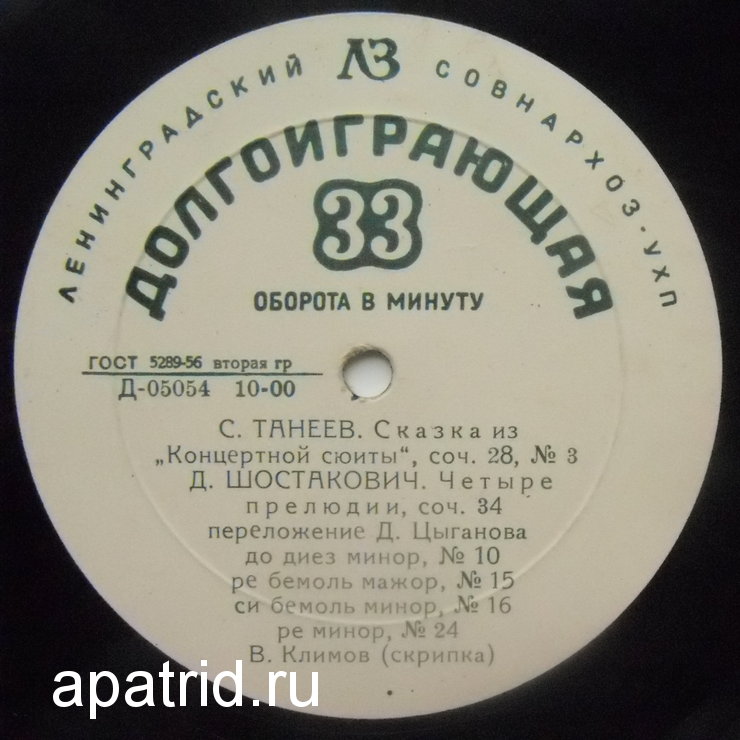 ЛЕНИНГРАДСКИЙ ЛЗ СОВНАРХОЗ·УХП
ДОЛГОИГРАЮЩАЯ
33
ОБОРОТА В МИНУТУ
ГОСТ 5289-56 вторая гр
Д-05054 10-00
С. ТАНЕЕВ. Сказка из
„Концертной сюиты“, соч. 28, № 3
Д. ШОСТАКОВИЧ. Четыре
прелюдии, соч. 34
переложение Д. Цыганова
до диез минор, № 10
ре бемоль мажор, № 15
си бемоль минор, № 16
ре минор, № 24
В. Климов (скрипка)
apatrid.ru